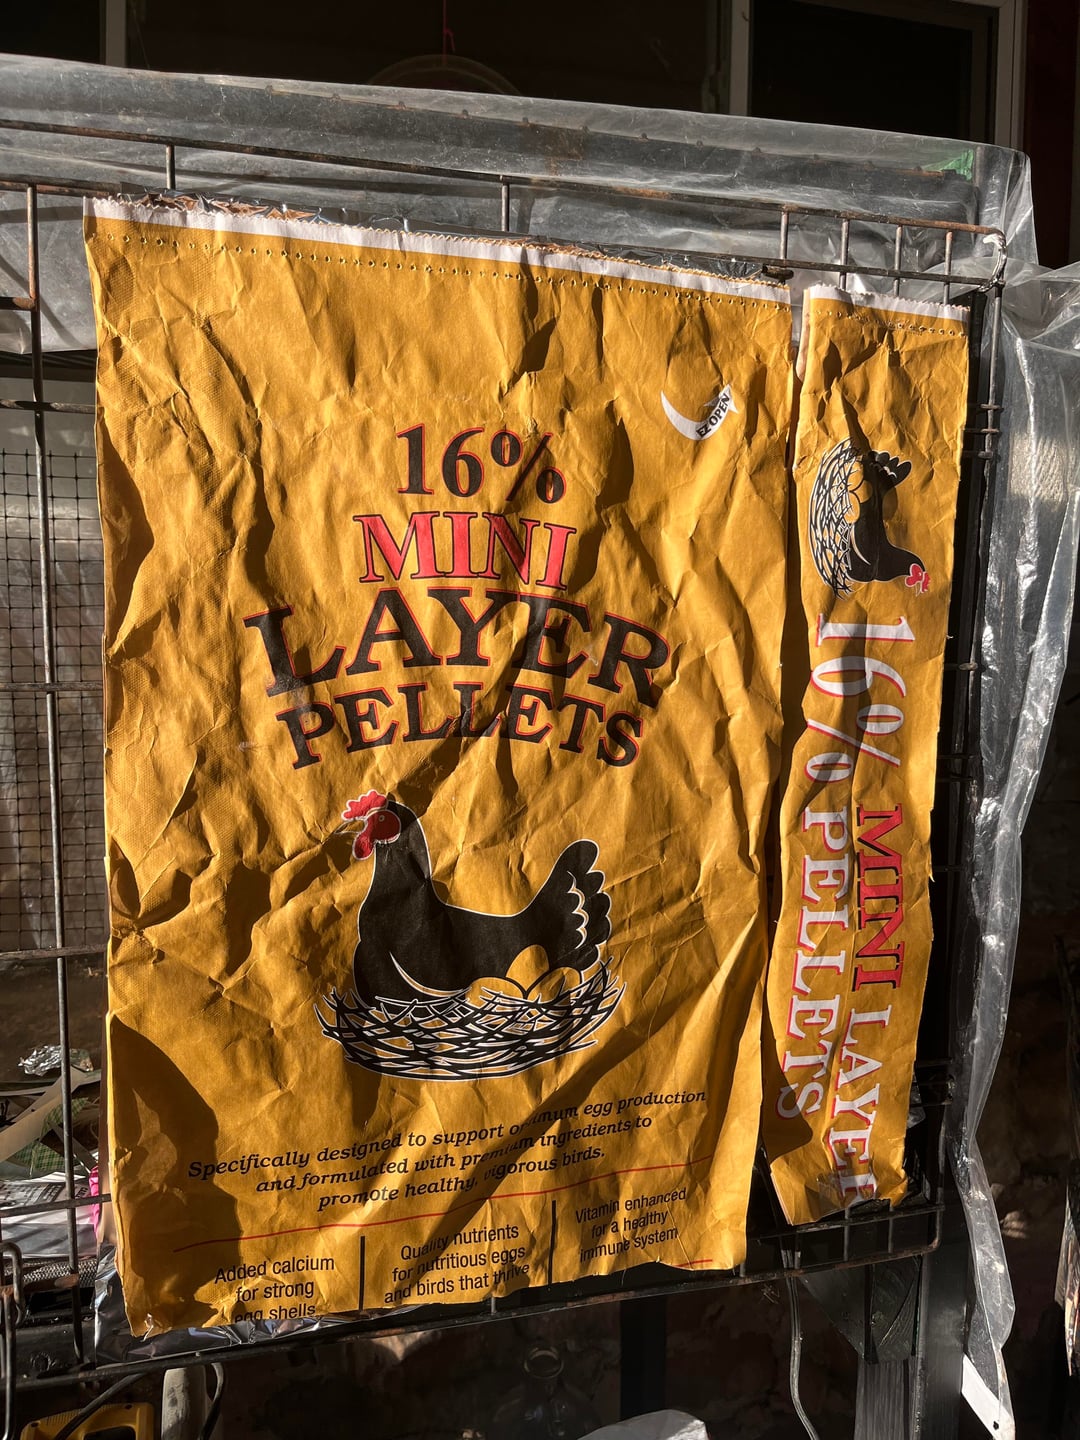 EZ OPEN
16%
MINI
LAYER
PELLETS
Specifically designed to support optimum egg production
and formulated with premium ingredients to
promote healthy, vigorous birds.
Added calcium
for strong
egg shells
Quality nutrients
for nutritious eggs
and birds that thrive
Vitamin enhanced
for a healthy
immune system
16% MINI LAYER
PELLETS